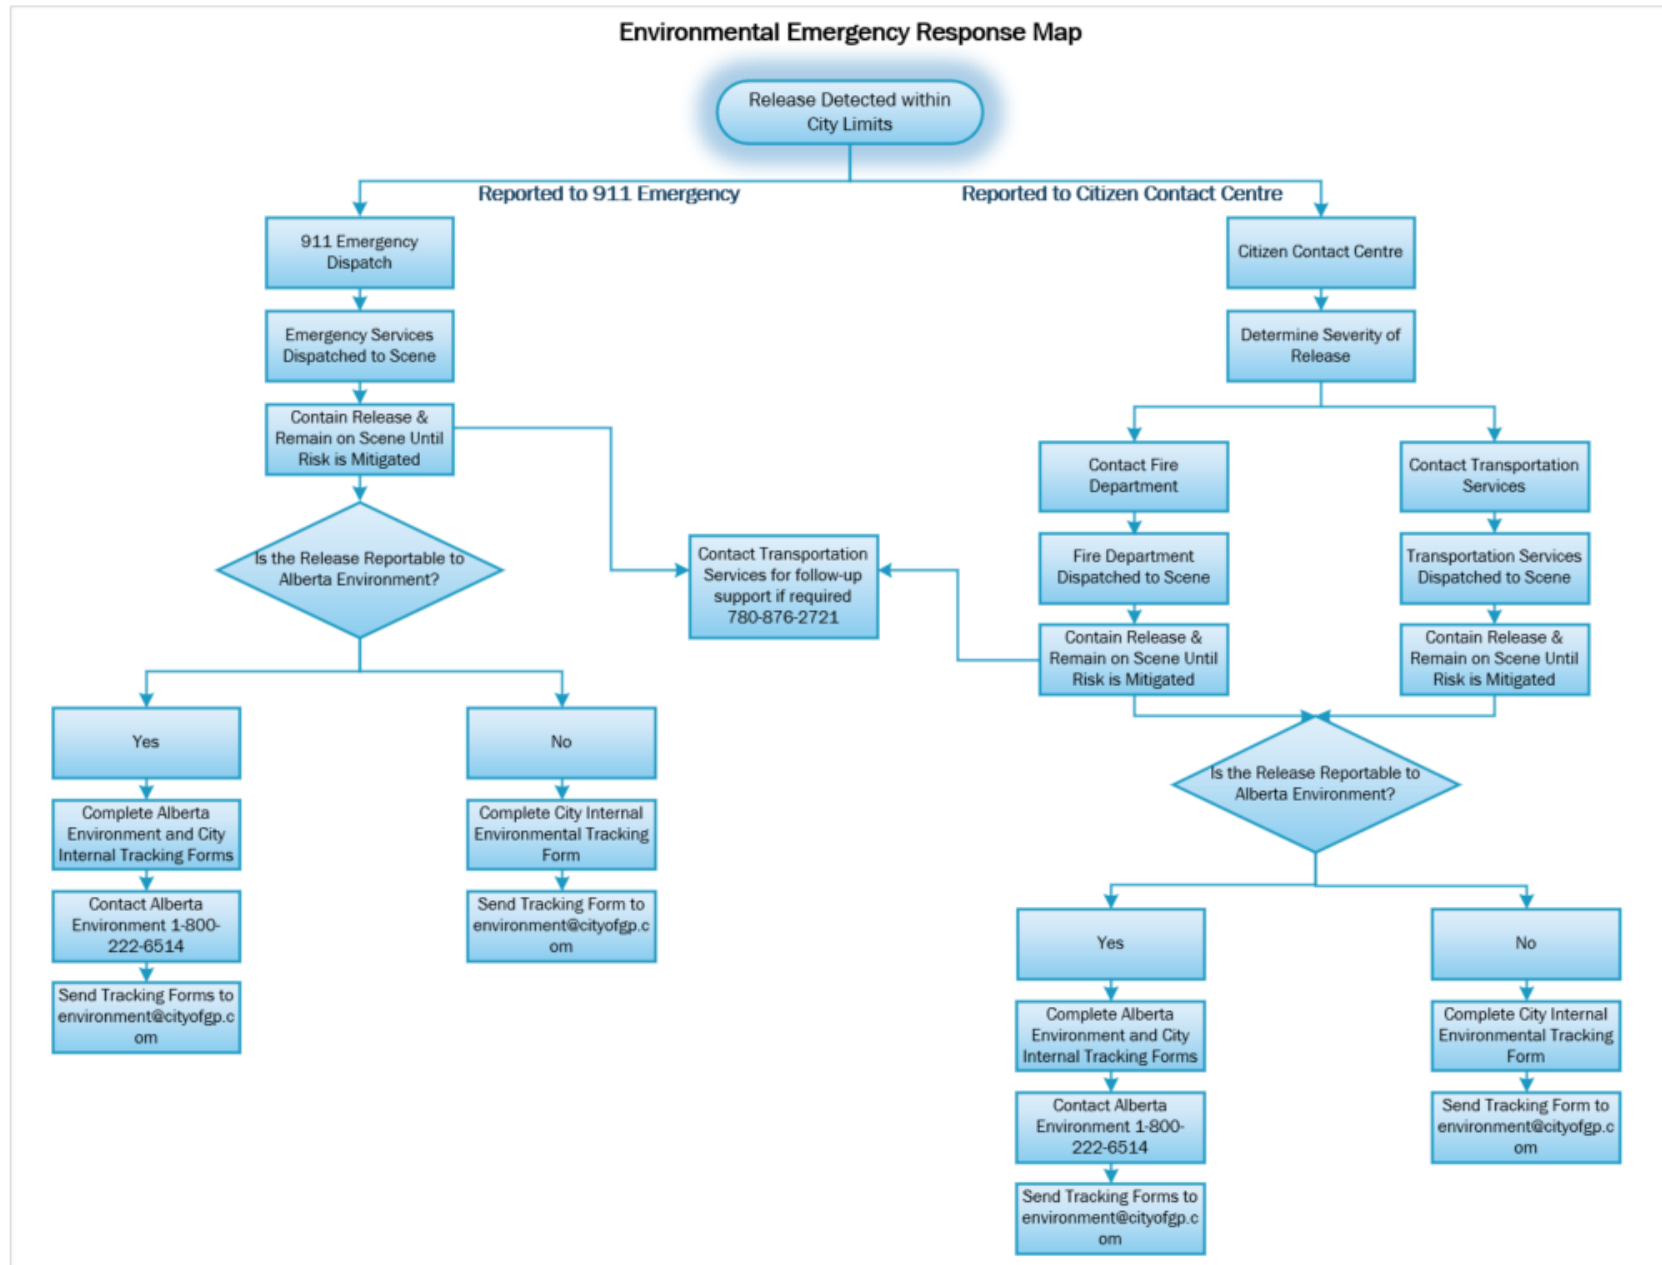 Environmental Emergency Response Map
Release Detected within
City Limits
Reported to 911 Emergency
Reported to Citizen Contact Centre
911 Emergency
Dispatch
Citizen Contact Centre
Emergency Services
Dispatched to Scene
Determine Severity of
Release
Contain Release &
Remain on Scene Until
Risk is Mitigated
Contact Fire
Department
Contact Transportation
Services
Is the Release Reportable to
Alberta Environment?
Contact Transportation
Services for follow-up
support if required
780-876-2721
Fire Department
Dispatched to Scene
Transportation Services
Dispatched to Scene
Contain Release &
Remain on Scene Until
Risk is Mitigated
Contain Release &
Remain on Scene Until
Risk is Mitigated
Yes
No
Is the Release Reportable to
Alberta Environment?
Complete Alberta
Environment and City
Internal Tracking Forms
Complete City Internal
Environmental Tracking
Form
Contact Alberta
Environment 1-800-
222-6514
Send Tracking Form to
environment@cityofgp.c
om
Send Tracking Forms to
environment@cityofgp.c
om
Yes
No
Complete Alberta
Environment and City
Internal Tracking Forms
Complete City Internal
Environmental Tracking
Form
Contact Alberta
Environment 1-800-
222-6514
Send Tracking Form to
environment@cityofgp.c
om
Send Tracking Forms to
environment@cityofgp.c
om